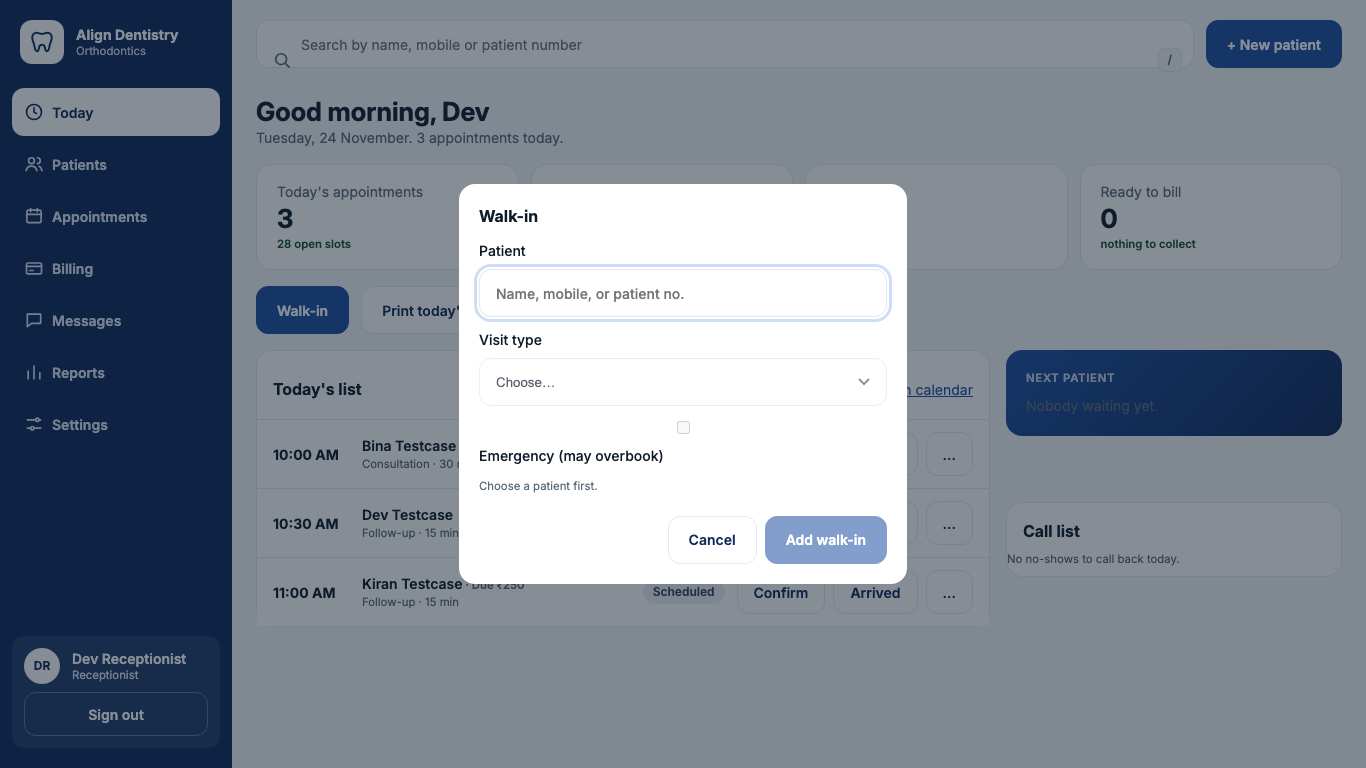 Align Dentistry
Orthodontics
Today
Patients
Appointments
Billing
Messages
Reports
Settings
DR
Dev Receptionist
Receptionist
Sign out
Search by name, mobile or patient number
/
+ New patient
Good morning, Dev
Tuesday, 24 November. 3 appointments today.
Today's appointments
3
28 open slots
Ready to bill
0
nothing to collect
Walk-in
Print today'
Today's list
calendar
10:00 AM
Bina Testcase
Consultation · 30
...
10:30 AM
Dev Testcase
Follow-up · 15 min
...
11:00 AM
Kiran Testcase · Due ₹250
Follow-up · 15 min
Scheduled
Confirm
Arrived
...
NEXT PATIENT
Nobody waiting yet.
Call list
No no-shows to call back today.
Walk-in
Patient
Name, mobile, or patient no.
Visit type
Choose...
Emergency (may overbook)
Choose a patient first.
Cancel
Add walk-in